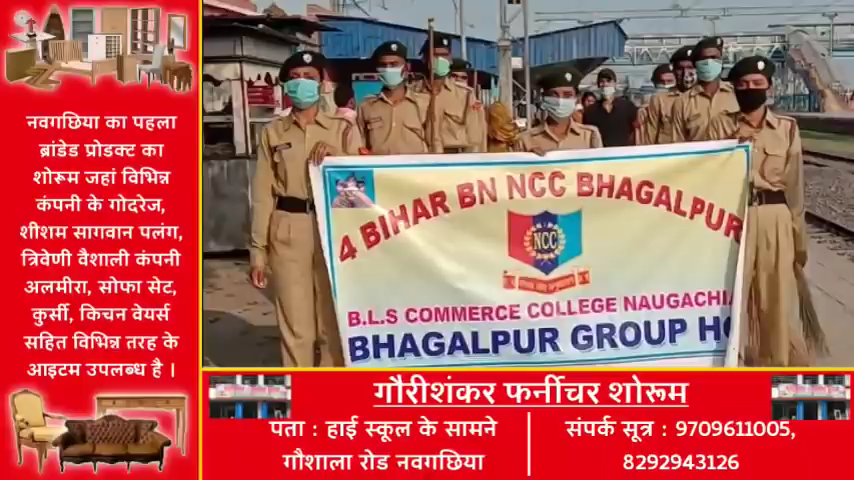 नवगछिया का पहला
ब्रांडेड प्रोडक्ट का
शोरूम जहां विभिन्न
कंपनी के गोदरेज,
शीशम सागवान पलंग,
त्रिवेणी वैशाली कंपनी
अलमीरा, सोफा सेट,
कुर्सी, किचन वेयर्स
सहित विभिन्न तरह के
आइटम उपलब्ध है ।
4 BIHAR BN NCC BHAGALPUR
NCC
B.L.S COMMERCE COLLEGE NAUGACHIA
BHAGALPUR GROUP H
गौरीशंकर फर्नीचर शोरूम
पता : हाई स्कूल के सामने
गौशाला रोड नवगछिया
संपर्क सूत्र : 9709611005,
8292943126